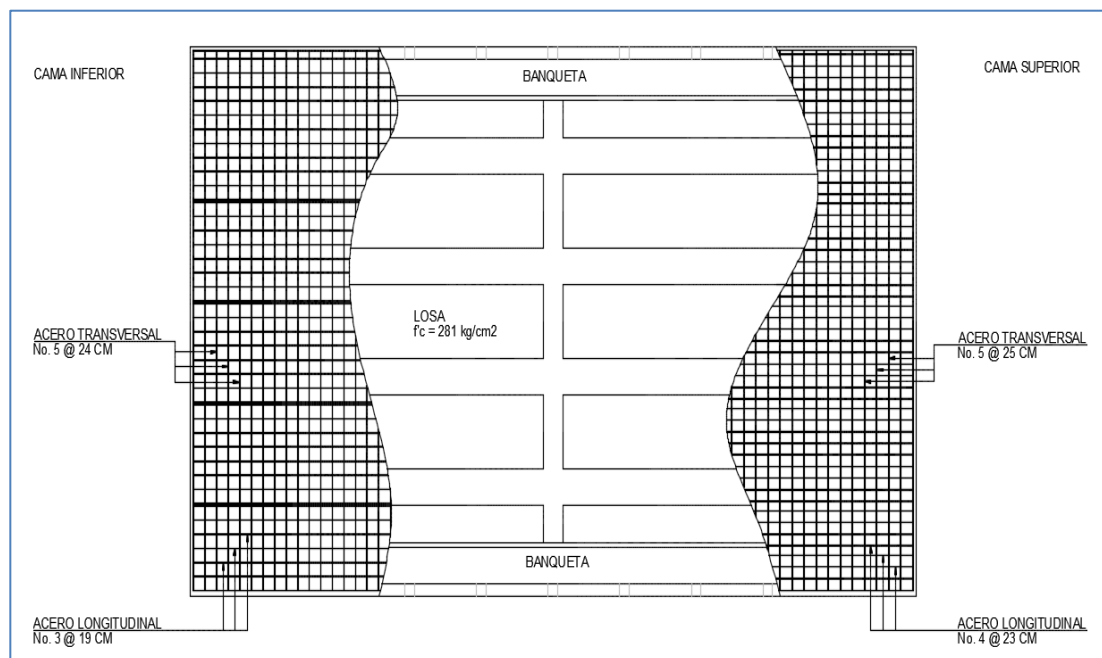 CAMA INFERIOR
BANQUETA
CAMA SUPERIOR
LOSA
f'c = 281 kg/cm2
ACERO TRANSVERSAL
No. 5 @ 24 CM
ACERO TRANSVERSAL
No. 5 @ 25 CM
BANQUETA
ACERO LONGITUDINAL
No. 3 @ 19 CM
ACERO LONGITUDINAL
No. 4 @ 23 CM